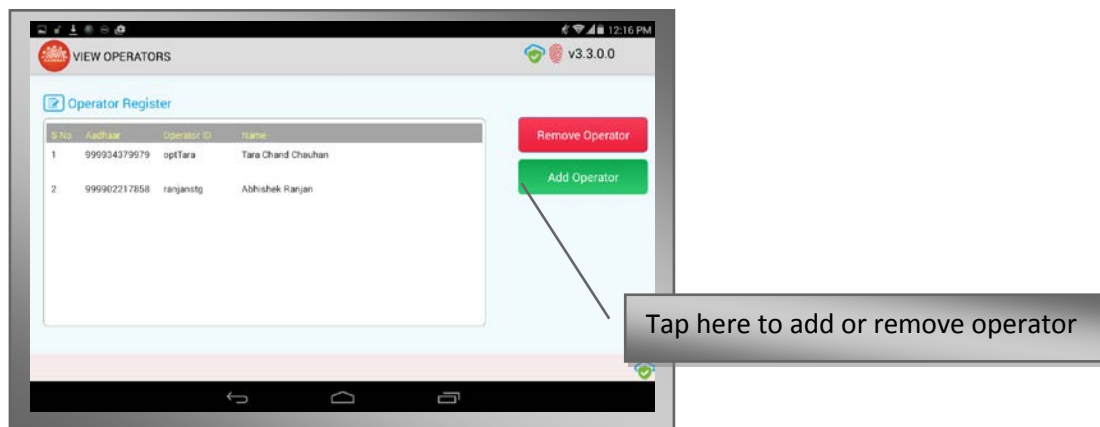 12:16 PM
VIEW OPERATORS
v3.3.0.0
Operator Register
S No Aadhaar Operator ID Name
1 999934379979 optTara Tara Chand Chauhan
2 999902217858 ranjanstg Abhishek Ranjan
Remove Operator
Add Operator
Tap here to add or remove operator